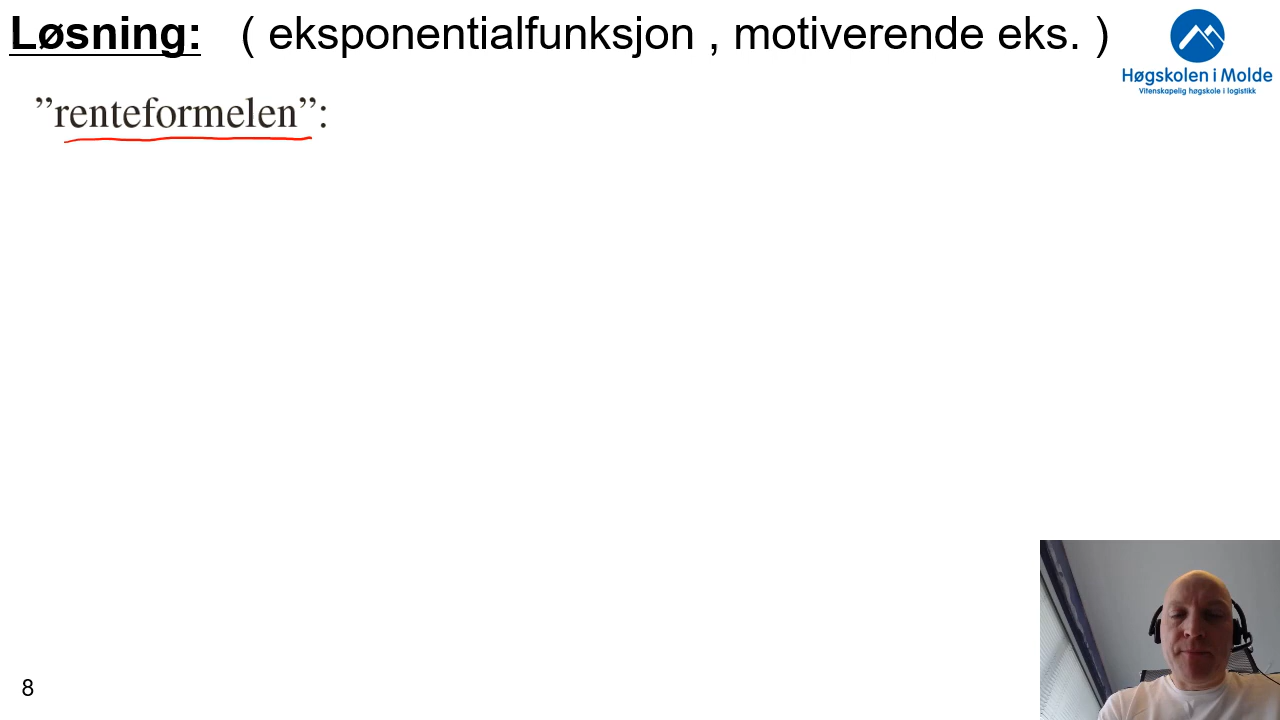 Løsning: ( eksponentialfunksjon , motiverende eks. )
Høgskolen i Molde
Vitenskapelig høgskole i logistikk
”renteformelen”:
8